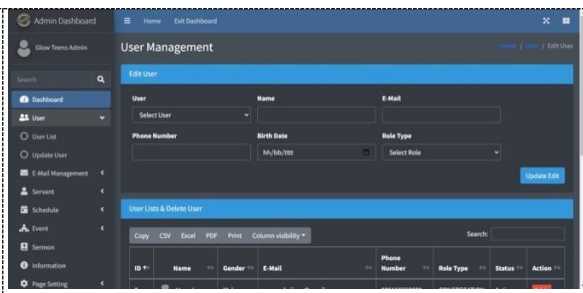 Admin Dashboard
Home Exit Dashboard
Glow Teens Admin
User Management
Home / User / Edit User
Search
Edit User
Dashboard
User Name E-Mail
User
Select User
User List
Phone Number Birth Date Role Type
Update User
hh/bb/tttt Select Role
E-Mail Management
Update Edit
Servant
Schedule
User Lists & Delete User
Event
Copy CSV Excel PDF Print Column visibility Search:
Sermon
Information
ID Name Gender E-Mail Phone Number Role Type Status Action
Page Setting